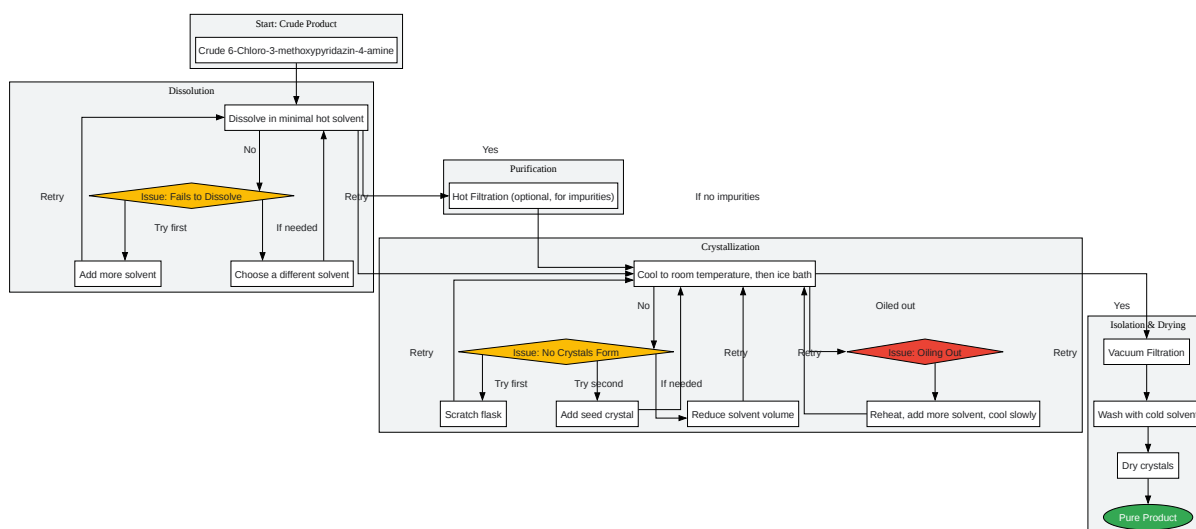 Start: Crude Product
Crude 6-Chloro-3-methoxypyridazin-4-amine
Dissolution
Dissolve in minimal hot solvent
No
Yes
Purification
Retry
Issue: Fails to Dissolve
Retry
Hot Filtration (optional, for impurities)
If no impurities
Try first
If needed
Add more solvent
Choose a different solvent
Crystallization
Cool to room temperature, then ice bath
No
Oiled out
Yes
Isolation & Drying
Retry
Issue: No Crystals Form
Retry
Retry
Issue: Oiling Out
Retry
Vacuum Filtration
Try first
Try second
If needed
Scratch flask
Add seed crystal
Reduce solvent volume
Reheat, add more solvent, cool slowly
Wash with cold solvent
Dry crystals
Pure Product